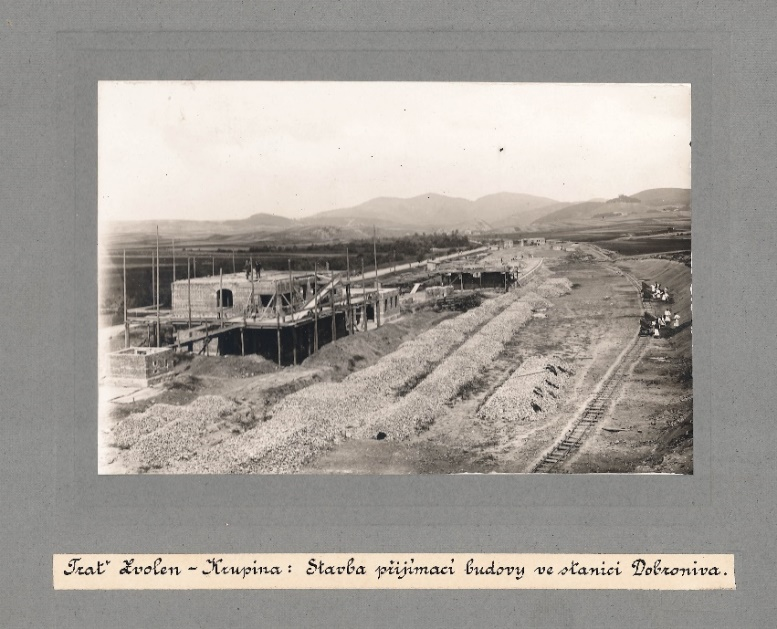 Trať Zvolen - Krupina: Stavba přijímací budovy ve stanici Dobroniva.